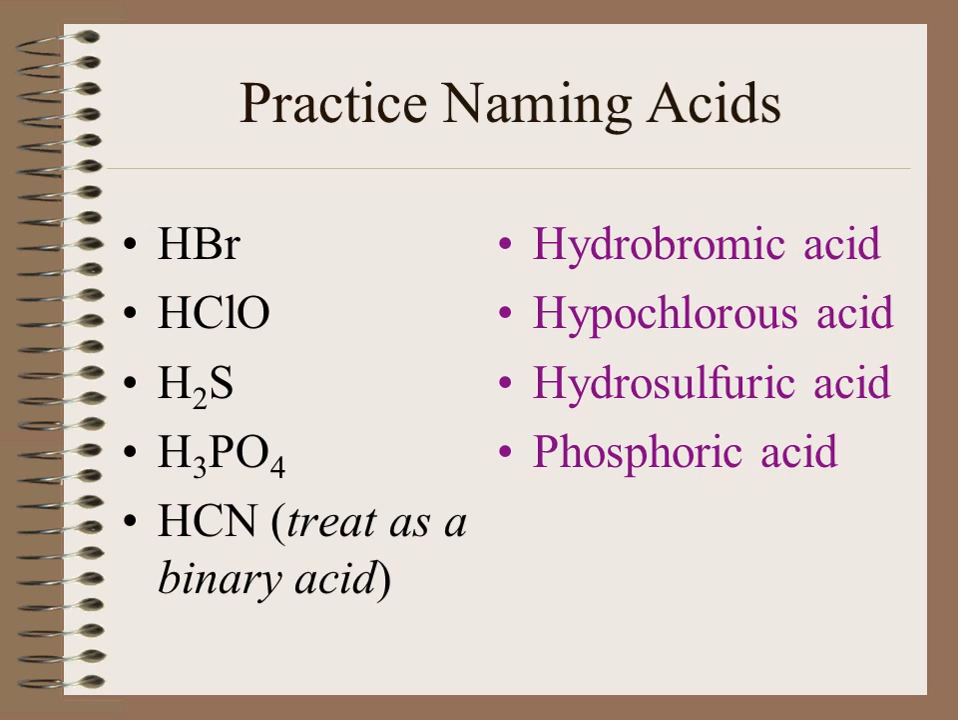 Practice Naming Acids
• HBr
• HClO
• H₂S
• H₃PO₄
• HCN (treat as a
binary acid)
• Hydrobromic acid
• Hypochlorous acid
• Hydrosulfuric acid
• Phosphoric acid